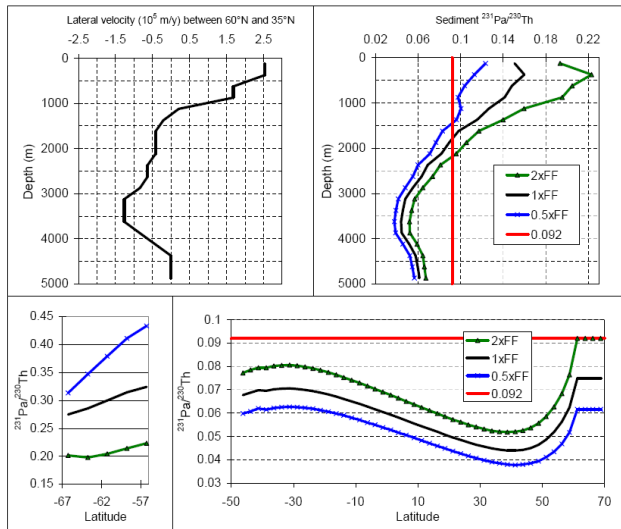 Lateral velocity (10⁵ m/y) between 60°N and 35°N
-2.5 -1.5 -0.5 0.5 1.5 2.5
Depth (m)
0
1000
2000
3000
4000
5000
Sediment ²³¹Pa/²³⁰Th
0.02 0.06 0.1 0.14 0.18 0.22
Depth (m)
0
1000
2000
3000
4000
5000
2xFF
1xFF
0.5xFF
0.092
²³¹Pa/²³⁰Th
0.45
0.40
0.35
0.30
0.25
0.20
0.15
-67 -62 -57
Latitude
²³¹Pa/²³⁰Th
0.1
0.09
0.08
0.07
0.06
0.05
0.04
0.03
2xFF
1xFF
0.5xFF
0.092
-50 -30 -10 10 30 50 70
Latitude